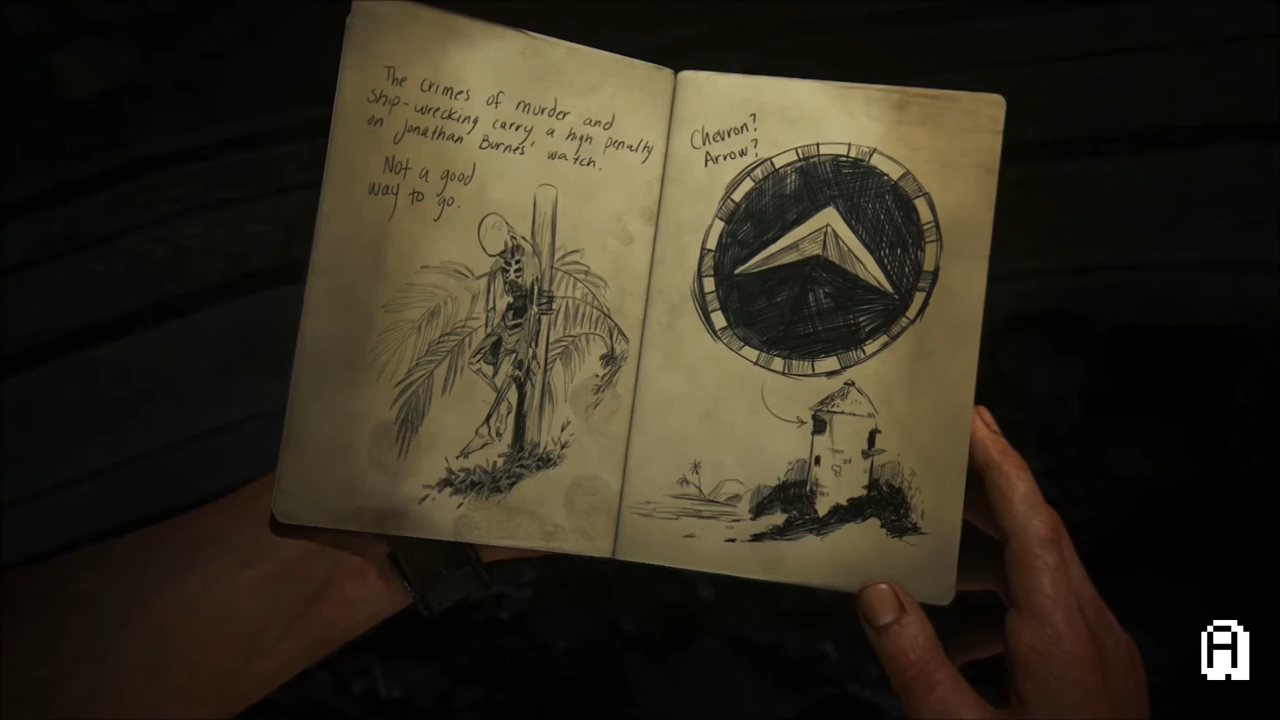 The crimes of murder and
ship-wrecking carry a high penalty
on Jonathan Burnes' watch.
Not a good
way to go.
Chevron?
Arrow?
A